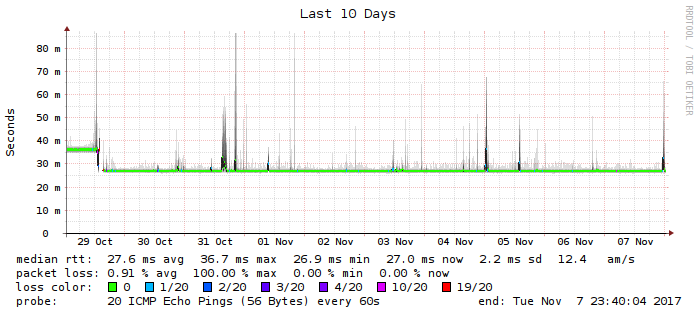 Last 10 Days
RRDTOOL / TOBI OETIKER
Seconds
80 m
70 m
60 m
50 m
40 m
30 m
20 m
10 m
0
29 Oct 30 Oct 31 Oct 01 Nov 02 Nov 03 Nov 04 Nov 05 Nov 06 Nov 07 Nov
median rtt: 27.6 ms avg 36.7 ms max 26.9 ms min 27.0 ms now 2.2 ms sd 12.4 am/s
packet loss: 0.91 % avg 100.00 % max 0.00 % min 0.00 % now
loss color: 0 1/20 2/20 3/20 4/20 10/20 19/20
probe: 20 ICMP Echo Pings (56 Bytes) every 60s end: Tue Nov 7 23:40:04 2017